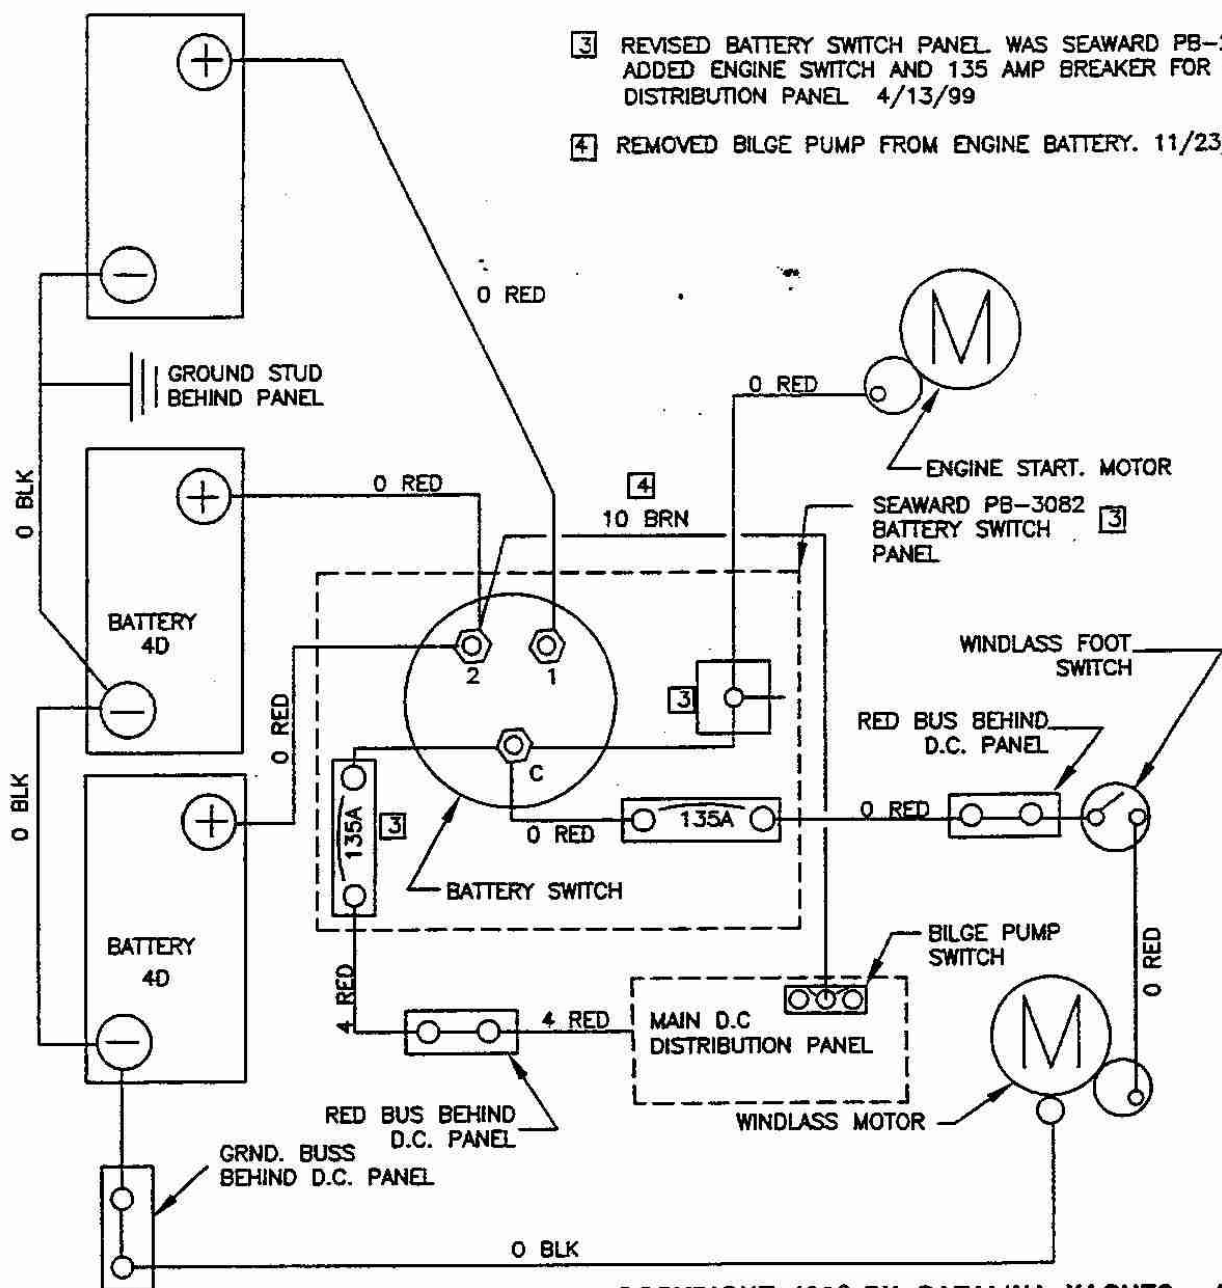 3 REVISED BATTERY SWITCH PANEL. WAS SEAWARD
ADDED ENGINE SWITCH AND 135 AMP BREAKER FOR
DISTRIBUTION PANEL 4/13/99
4 REMOVED BILGE PUMP FROM ENGINE BATTERY.
+
-
0 RED
GROUND STUD
BEHIND PANEL
0 BLK
M
0 RED
ENGINE START. MOTOR
+
0 RED
4
10 BRN
SEAWARD PB-3082
BATTERY SWITCH 3
PANEL
BATTERY
4D
-
2
1
C
3
WINDLASS FOOT
SWITCH
RED BUS BEHIND
D.C. PANEL
0 RED
0 BLK
+
135A
3
0 RED
135A
0 RED
BATTERY SWITCH
BATTERY
4D
-
BILGE PUMP
SWITCH
0 RED
4 RED
4 RED
MAIN D.C
DISTRIBUTION PANEL
M
WINDLASS MOTOR
RED BUS BEHIND
D.C. PANEL
GRND. BUSS
BEHIND D.C. PANEL
0 BLK